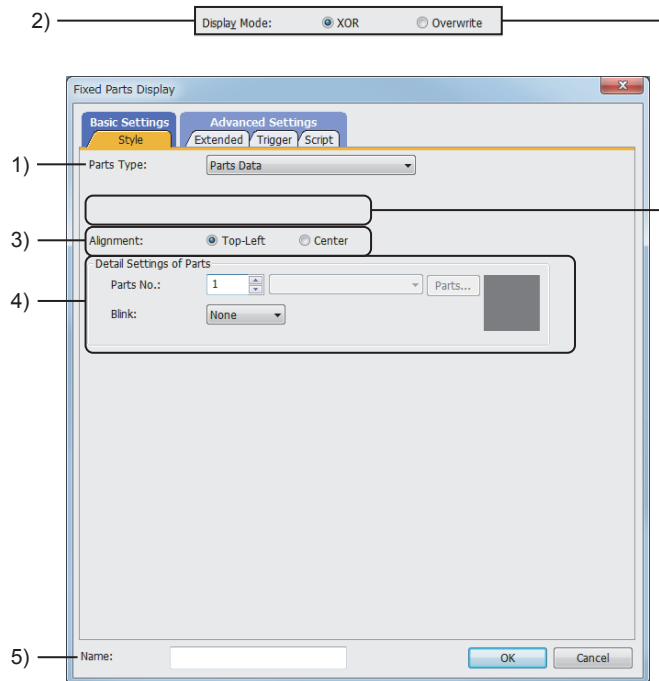 2) Display Mode: XOR Overwrite
Fixed Parts Display
Basic Settings Advanced Settings
Style Extended Trigger Script
1) Parts Type: Parts Data
3) Alignment: Top-Left Center
Detail Settings of Parts
4) Parts No.: 1 Parts...
Blink: None
5) Name: OK Cancel